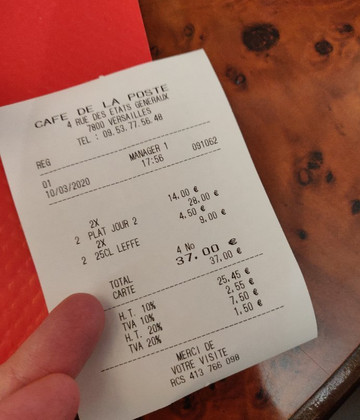 CAFE DE LA POSTE
4 RUE DES ETATS GENERAUX
7800 VERSAILLES
TEL : 09.53.77.56.48
REG MANAGER 1 091062
01 17:56
10/03/2020
2X 14.00 €
2 PLAT JOUR 2 28.00 €
2X 4.50 €
2 25CL LEFFE 9.00 €
4 No
TOTAL 37.00 €
CARTE 37.00 €
H.T. 10% 25.45 €
TVA 10% 2.55 €
H.T. 20% 7.50 €
TVA 20% 1.50 €
MERCI DE
VOTRE VISITE
RCS 413 766 098